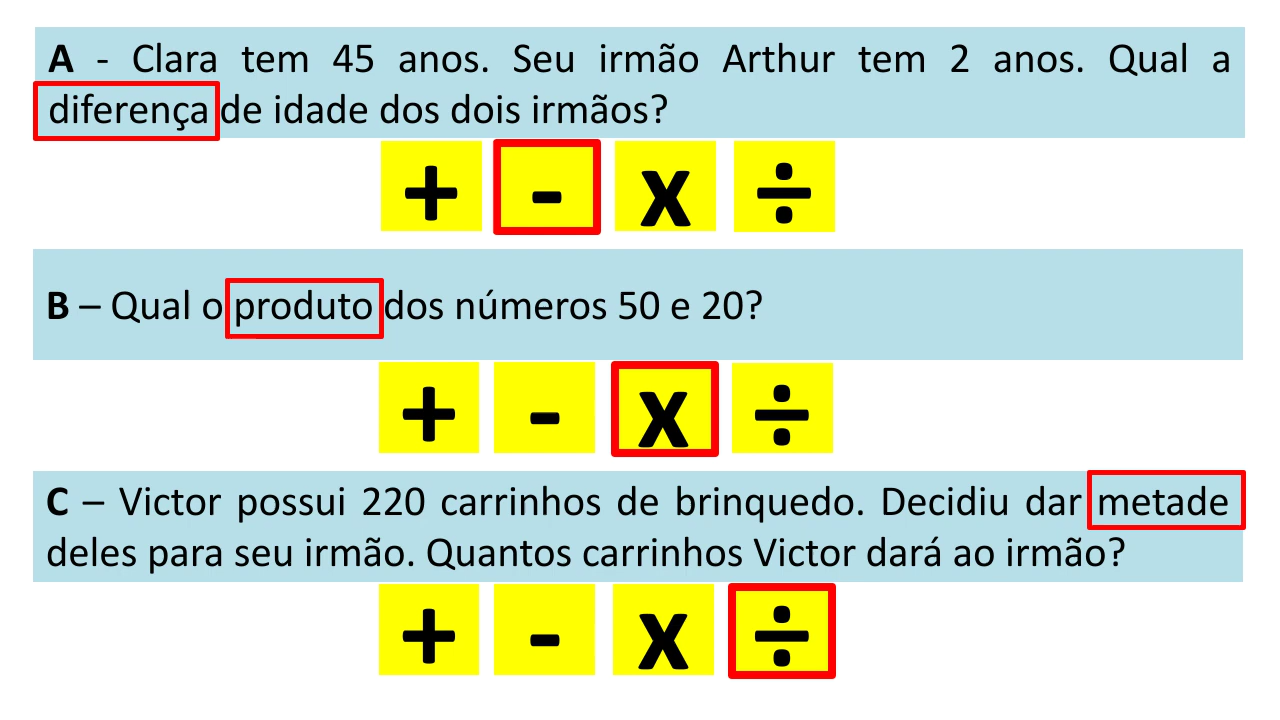 A - Clara tem 45 anos. Seu irmão Arthur tem 2 anos. Qual a
diferença de idade dos dois irmãos?
+ - x ÷
B – Qual o produto dos números 50 e 20?
+ - x ÷
C – Victor possui 220 carrinhos de brinquedo. Decidiu dar metade
deles para seu irmão. Quantos carrinhos Victor dará ao irmão?
+ - x ÷